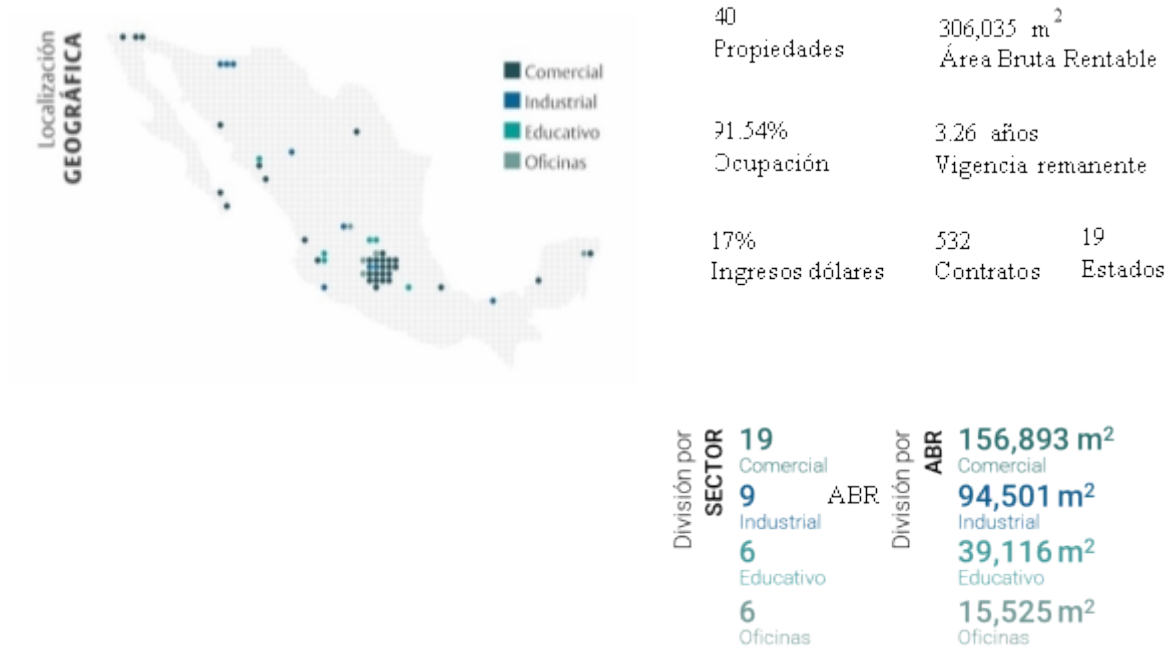 Localización
GEOGRÁFICA
Comercial
Industrial
Educativo
Oficinas
40
Propiedades
306,035 m²
Área Bruta Rentable
91.54%
Ocupación
3.26 años
Vigencia remanente
17%
Ingresos dólares
532
Contratos
19
Estados
División por
SECTOR
19
Comercial
9
Industrial
6
Educativo
6
Oficinas
ABR
División por
ABR
156,893 m²
Comercial
94,501 m²
Industrial
39,116 m²
Educativo
15,525 m²
Oficinas